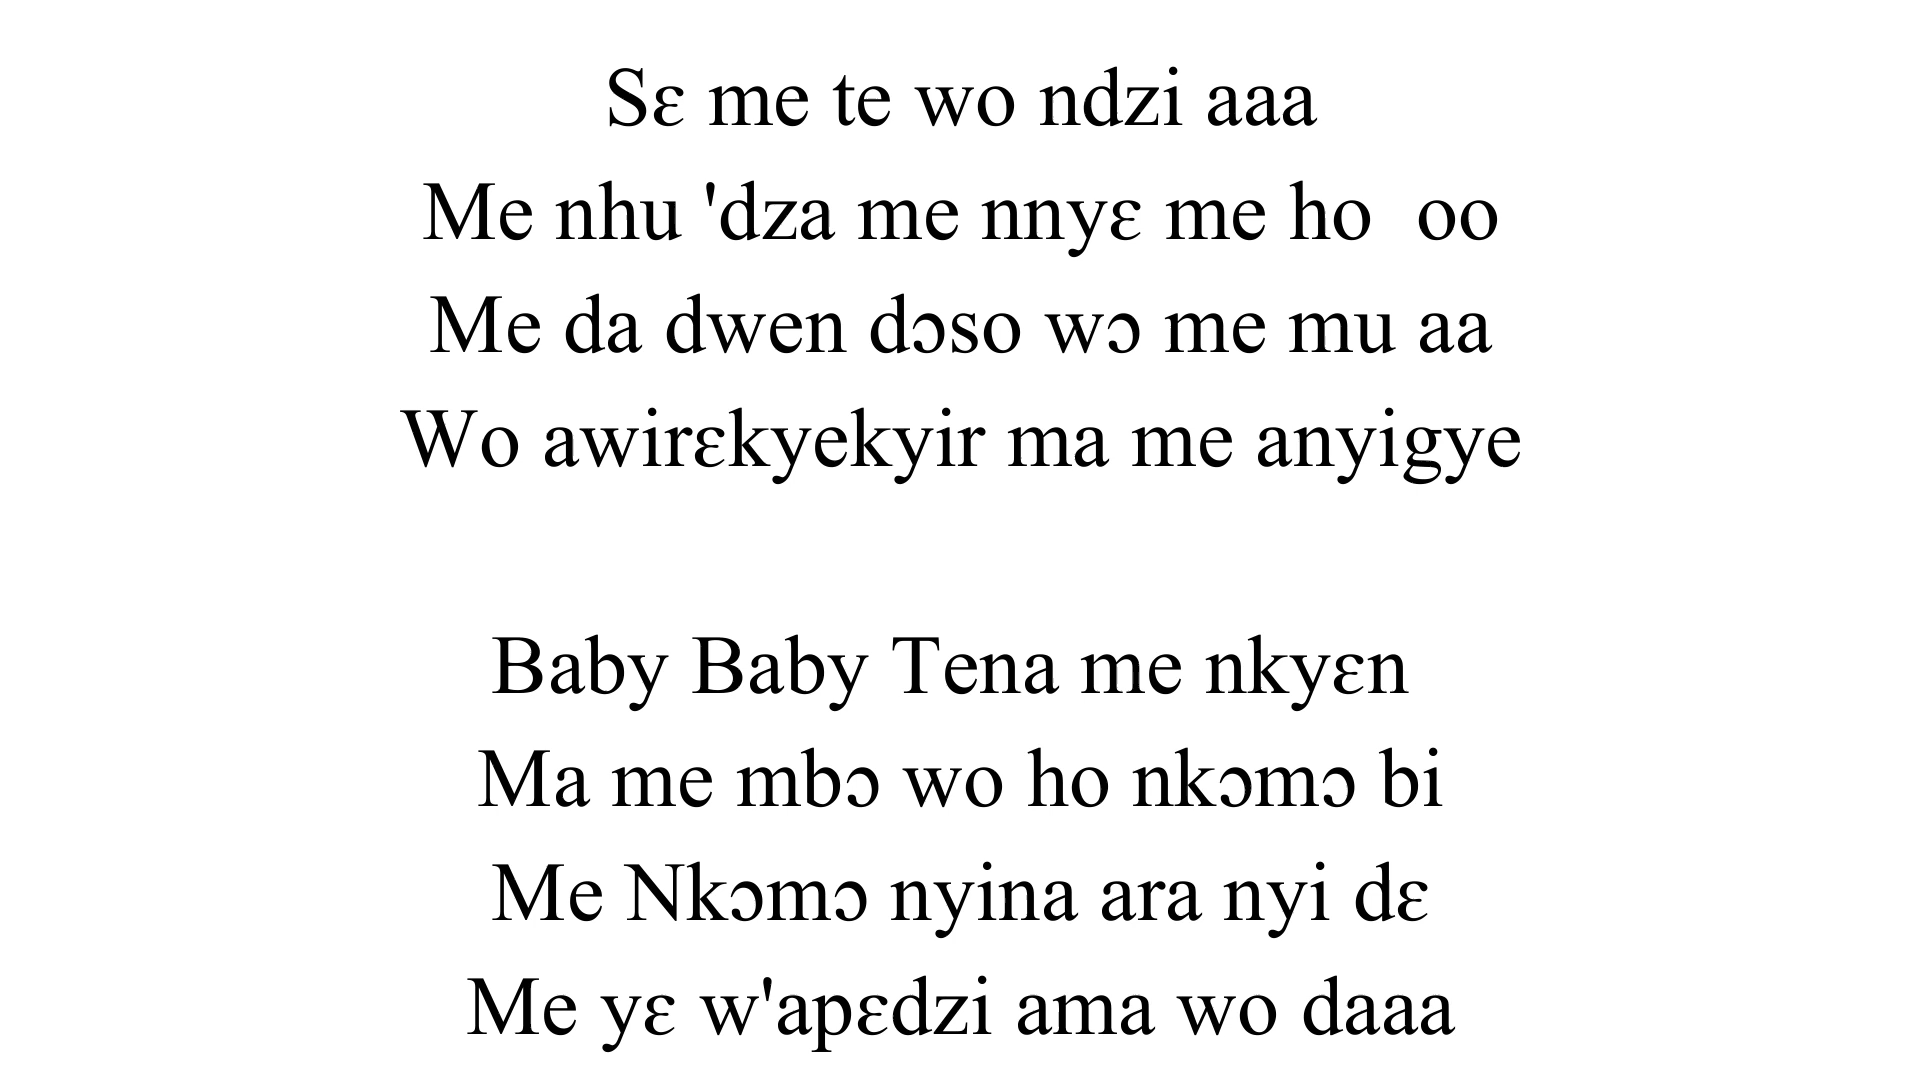 Sɛ me te wo ndzi aaa
Me nhu 'dza me nnyɛ me ho  oo
Me da dwen dɔso wɔ me mu aa
Wo awirɛkyekyir ma me anyigye
Baby Baby Tena me nkyɛn
Ma me mbɔ wo ho nkɔmɔ bi
Me Nkɔmɔ nyina ara nyi dɛ
Me yɛ w'apɛdzi ama wo daaa